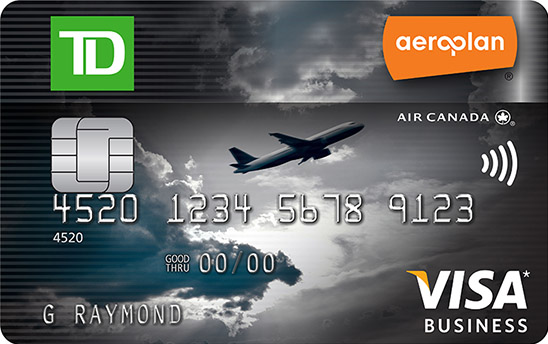 TD
aeroplan
®
AIR CANADA
4520 1234 5678 9123
4520
GOOD THRU 00/00
G RAYMOND
VISA*
BUSINESS